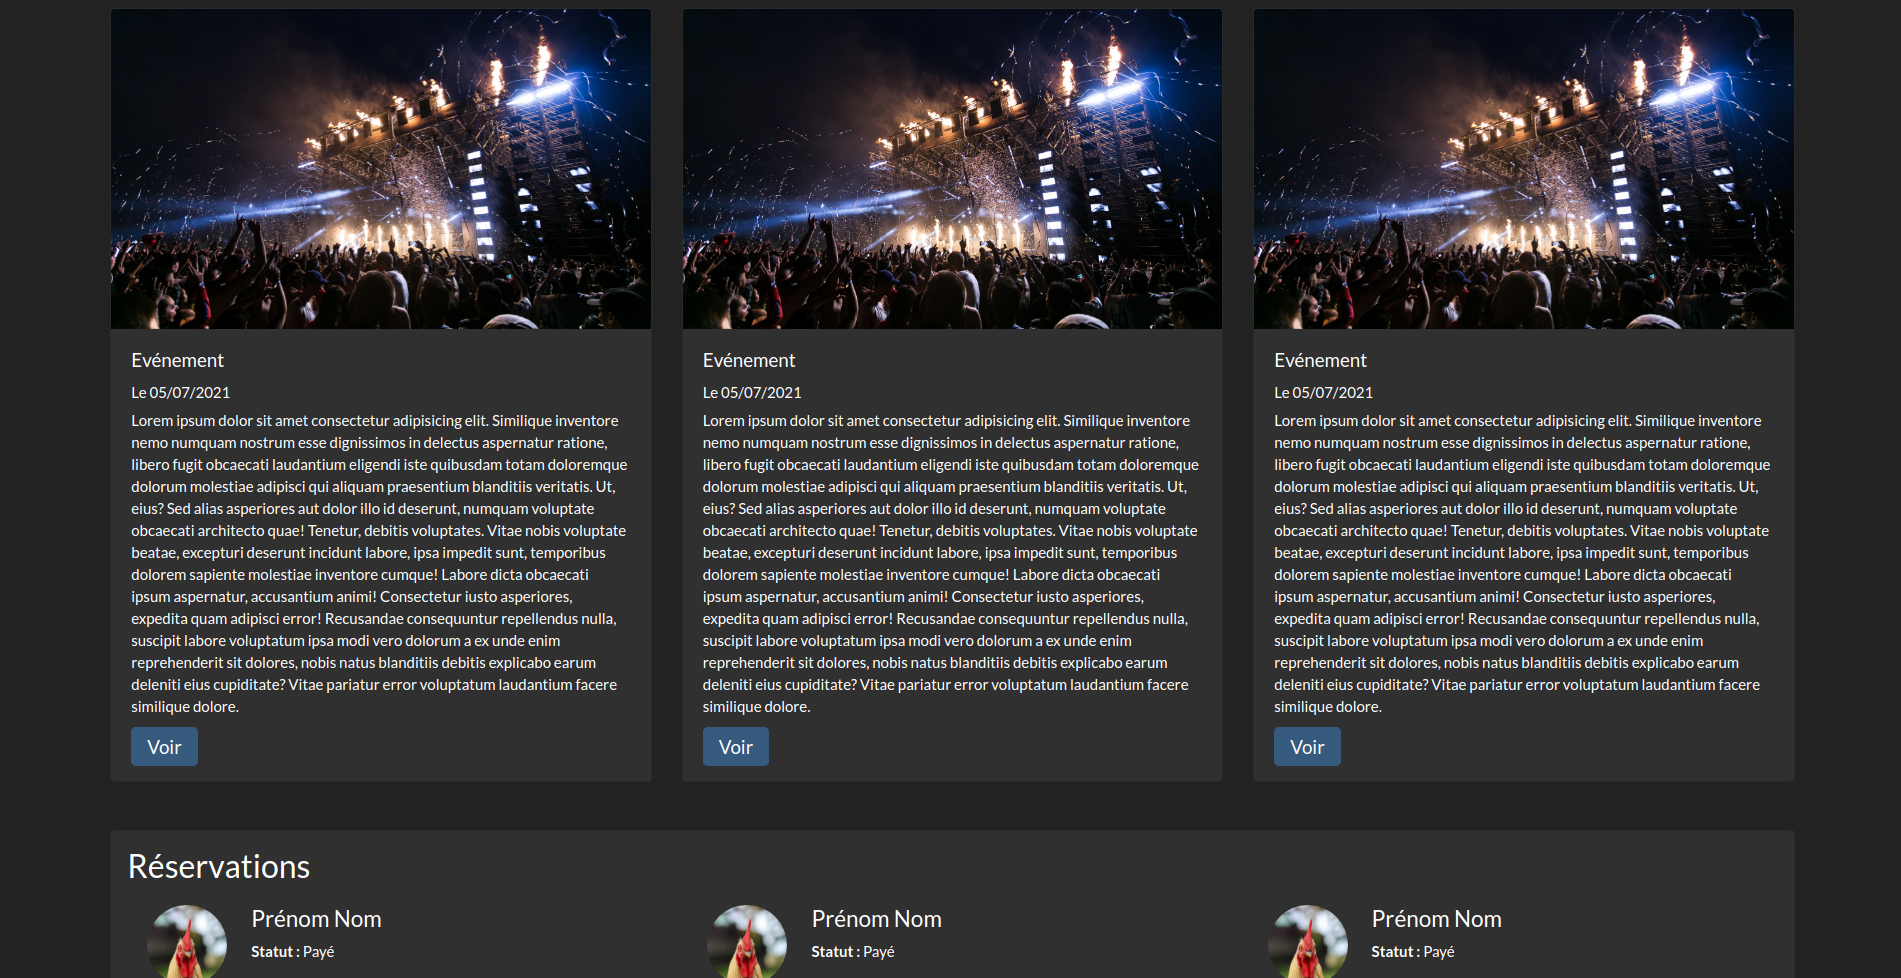 Evénement
Le 05/07/2021
Lorem ipsum dolor sit amet consectetur adipisicing elit. Similique inventore
nemo numquam nostrum esse dignissimos in delectus aspernatur ratione,
libero fugit obcaecati laudantium eligendi iste quibusdam totam doloremque
dolorum molestiae adipisci qui aliquam praesentium blanditiis veritatis. Ut,
eius? Sed alias asperiores aut dolor illo id deserunt, numquam voluptate
obcaecati architecto quae! Tenetur, debitis voluptates. Vitae nobis voluptate
beatae, excepturi deserunt incidunt labore, ipsa impedit sunt, temporibus
dolorem sapiente molestiae inventore cumque! Labore dicta obcaecati
ipsum aspernatur, accusantium animi! Consectetur iusto asperiores,
expedita quam adipisci error! Recusandae consequuntur repellendus nulla,
suscipit labore voluptatum ipsa modi vero dolorum a ex unde enim
reprehenderit sit dolores, nobis natus blanditiis debitis explicabo earum
deleniti eius cupiditate? Vitae pariatur error voluptatum laudantium facere
similique dolore.
Voir
Evénement
Le 05/07/2021
Lorem ipsum dolor sit amet consectetur adipisicing elit. Similique inventore
nemo numquam nostrum esse dignissimos in delectus aspernatur ratione,
libero fugit obcaecati laudantium eligendi iste quibusdam totam doloremque
dolorum molestiae adipisci qui aliquam praesentium blanditiis veritatis. Ut,
eius? Sed alias asperiores aut dolor illo id deserunt, numquam voluptate
obcaecati architecto quae! Tenetur, debitis voluptates. Vitae nobis voluptate
beatae, excepturi deserunt incidunt labore, ipsa impedit sunt, temporibus
dolorem sapiente molestiae inventore cumque! Labore dicta obcaecati
ipsum aspernatur, accusantium animi! Consectetur iusto asperiores,
expedita quam adipisci error! Recusandae consequuntur repellendus nulla,
suscipit labore voluptatum ipsa modi vero dolorum a ex unde enim
reprehenderit sit dolores, nobis natus blanditiis debitis explicabo earum
deleniti eius cupiditate? Vitae pariatur error voluptatum laudantium facere
similique dolore.
Voir
Evénement
Le 05/07/2021
Lorem ipsum dolor sit amet consectetur adipisicing elit. Similique inventore
nemo numquam nostrum esse dignissimos in delectus aspernatur ratione,
libero fugit obcaecati laudantium eligendi iste quibusdam totam doloremque
dolorum molestiae adipisci qui aliquam praesentium blanditiis veritatis. Ut,
eius? Sed alias asperiores aut dolor illo id deserunt, numquam voluptate
obcaecati architecto quae! Tenetur, debitis voluptates. Vitae nobis voluptate
beatae, excepturi deserunt incidunt labore, ipsa impedit sunt, temporibus
dolorem sapiente molestiae inventore cumque! Labore dicta obcaecati
ipsum aspernatur, accusantium animi! Consectetur iusto asperiores,
expedita quam adipisci error! Recusandae consequuntur repellendus nulla,
suscipit labore voluptatum ipsa modi vero dolorum a ex unde enim
reprehenderit sit dolores, nobis natus blanditiis debitis explicabo earum
deleniti eius cupiditate? Vitae pariatur error voluptatum laudantium facere
similique dolore.
Voir
Réservations
Prénom Nom
Statut : Payé
Prénom Nom
Statut : Payé
Prénom Nom
Statut : Payé